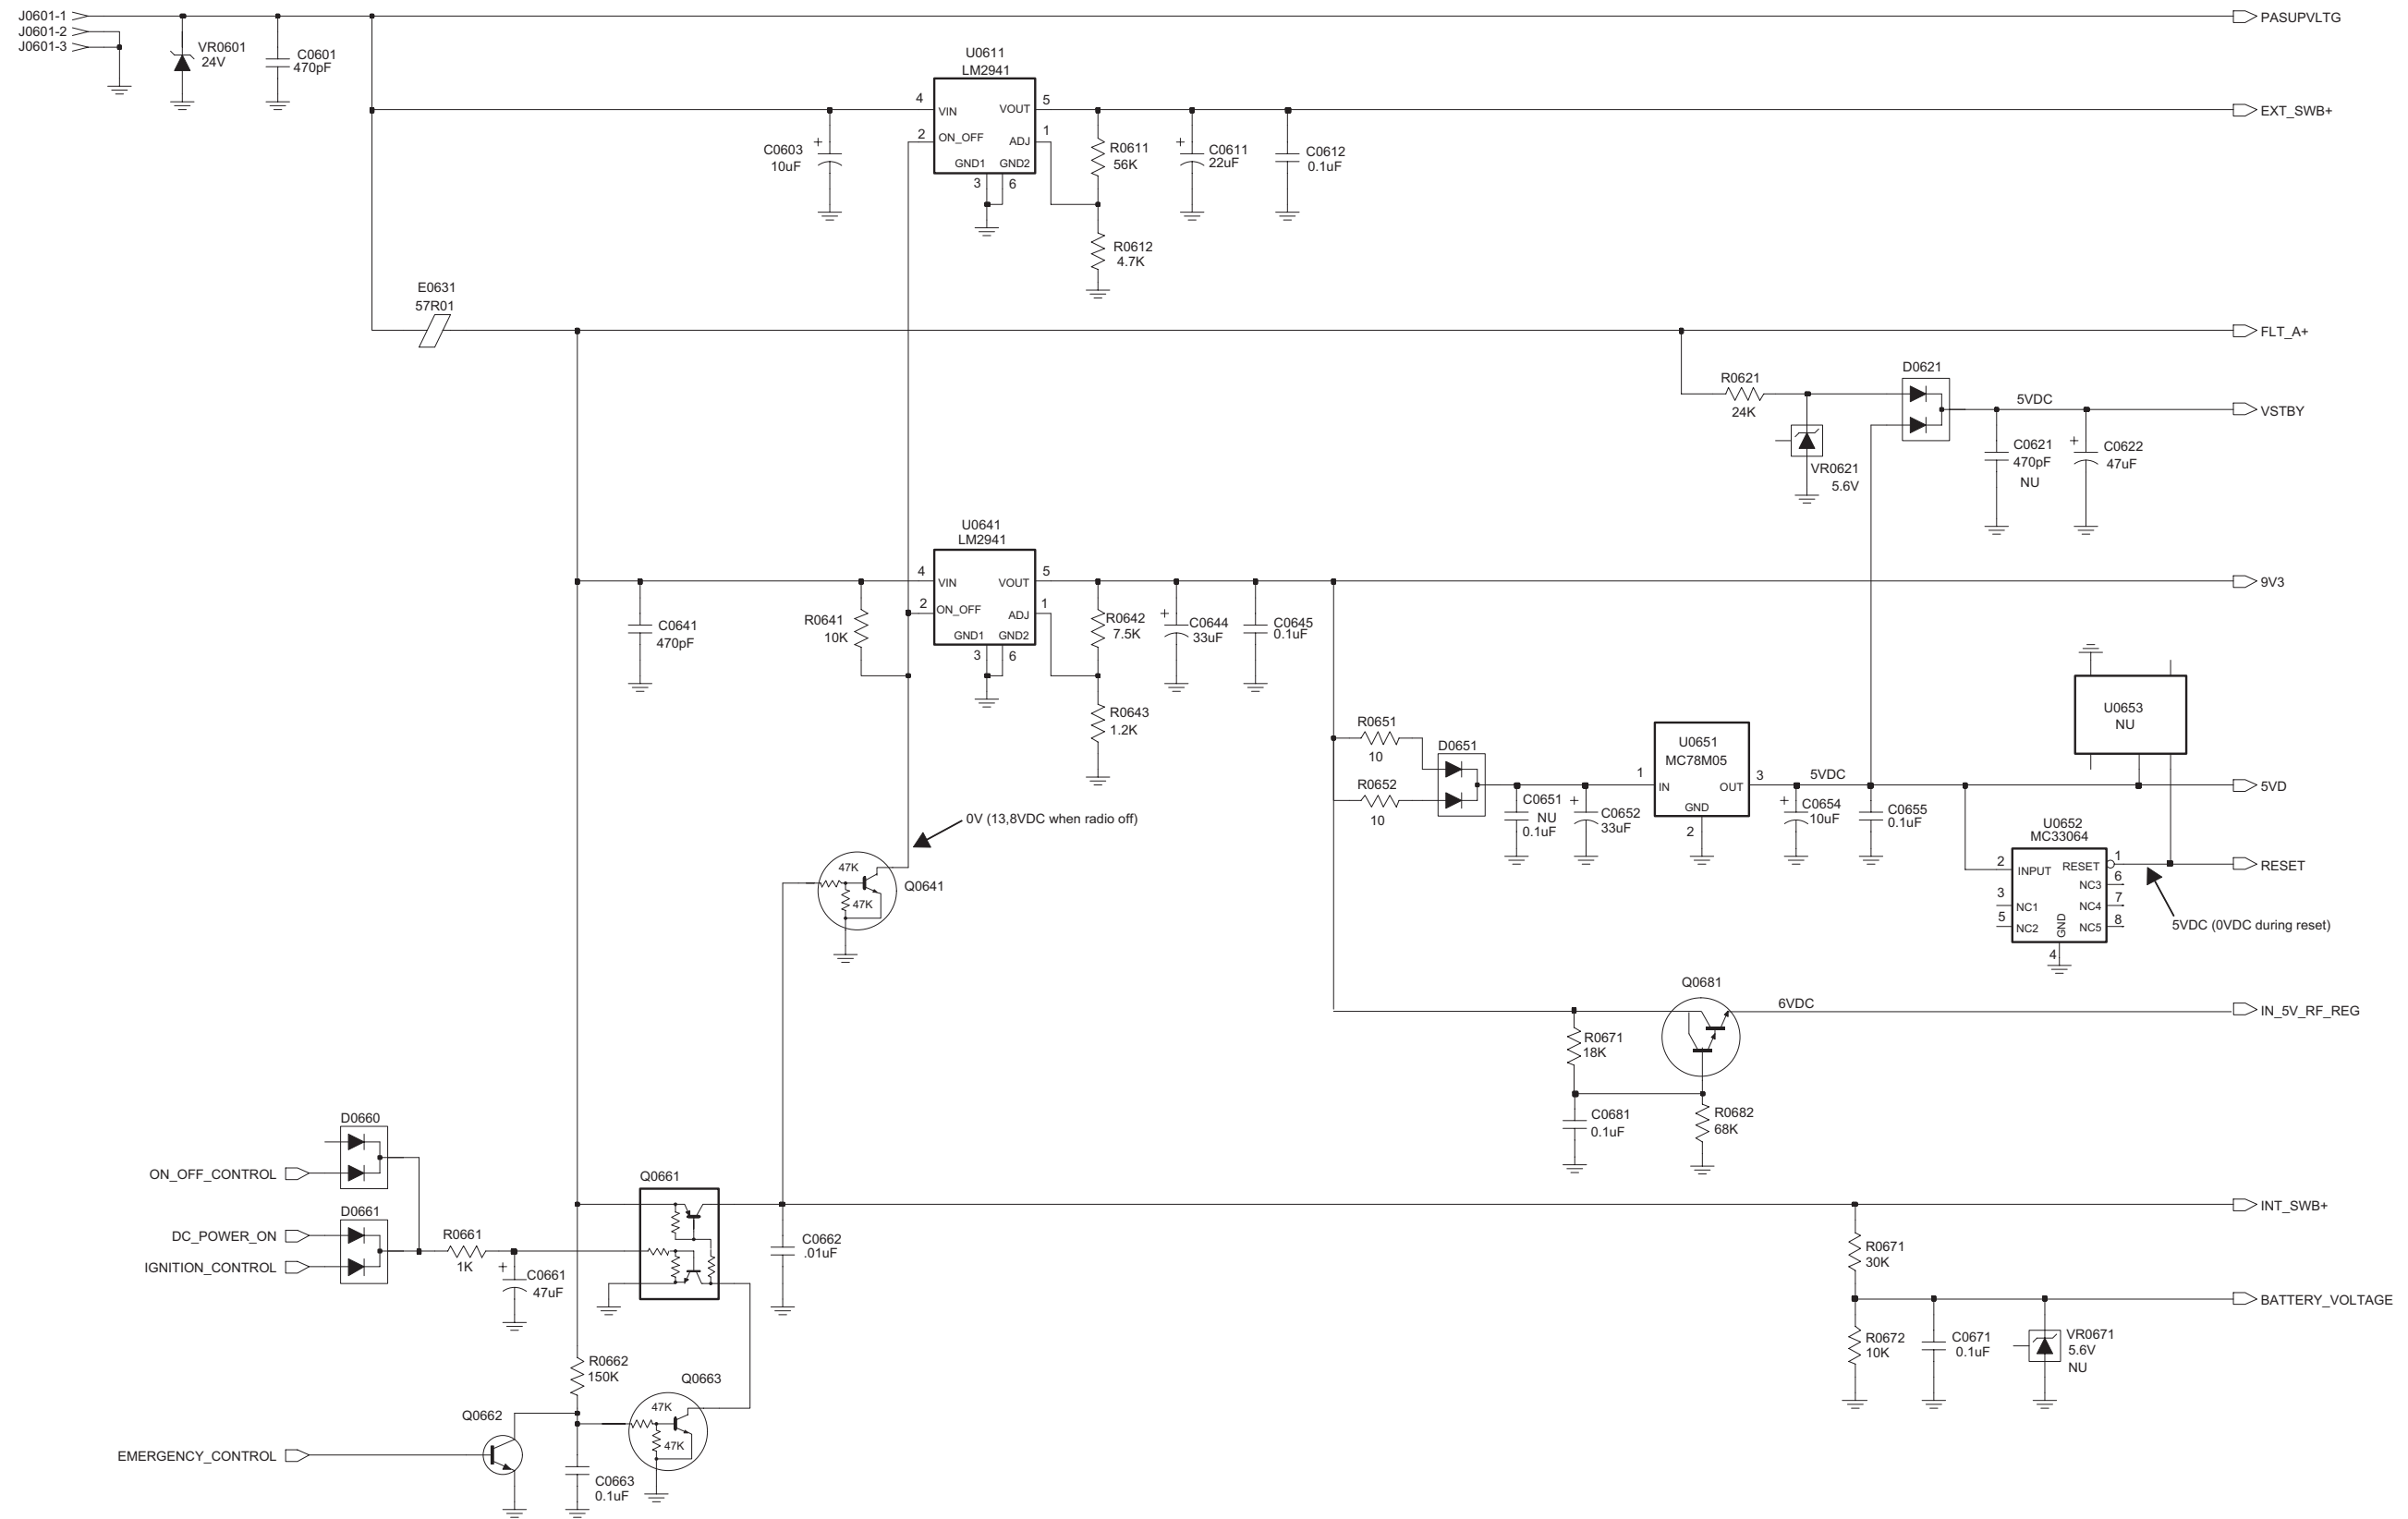 J0601-1
J0601-2
J0601-3
VR0601
24V
C0601
470pF
PASUPVLTG
U0611
LM2941
4
VIN
VOUT
5
2
ON_OFF
ADJ
1
GND1
GND2
3
6
C0603
10uF
+
R0611
56K
+
C0611
22uF
C0612
0.1uF
EXT_SWB+
R0612
4.7K
E0631
57R01
FLT_A+
R0621
24K
D0621
VR0621
5.6V
5VDC
C0621
470pF
NU
+
C0622
47uF
VSTBY
U0641
LM2941
4
VIN
VOUT
5
2
ON_OFF
ADJ
1
GND1
GND2
3
6
C0641
470pF
R0641
10K
R0642
7.5K
+
C0644
33uF
C0645
0.1uF
9V3
R0643
1.2K
R0651
10
R0652
10
D0651
C0651
NU
0.1uF
+
C0652
33uF
U0651
MC78M05
1
IN
OUT
3
GND
2
5VDC
+
C0654
10uF
C0655
0.1uF
U0653
NU
5VD
U0652
MC33064
2
INPUT
RESET
1
3
NC1
NC3
6
5
NC2
NC4
7
NC5
8
GND
4
RESET
5VDC (0VDC during reset)
0V (13,8VDC when radio off)
47K
47K
Q0641
Q0681
6VDC
IN_5V_RF_REG
R0671
18K
C0681
0.1uF
R0682
68K
D0660
ON_OFF_CONTROL
D0661
DC_POWER_ON
IGNITION_CONTROL
R0661
1K
+
C0661
47uF
Q0661
C0662
.01uF
INT_SWB+
R0671
30K
BATTERY_VOLTAGE
R0672
10K
C0671
0.1uF
VR0671
5.6V
NU
R0662
150K
Q0663
47K
47K
Q0662
EMERGENCY_CONTROL
C0663
0.1uF